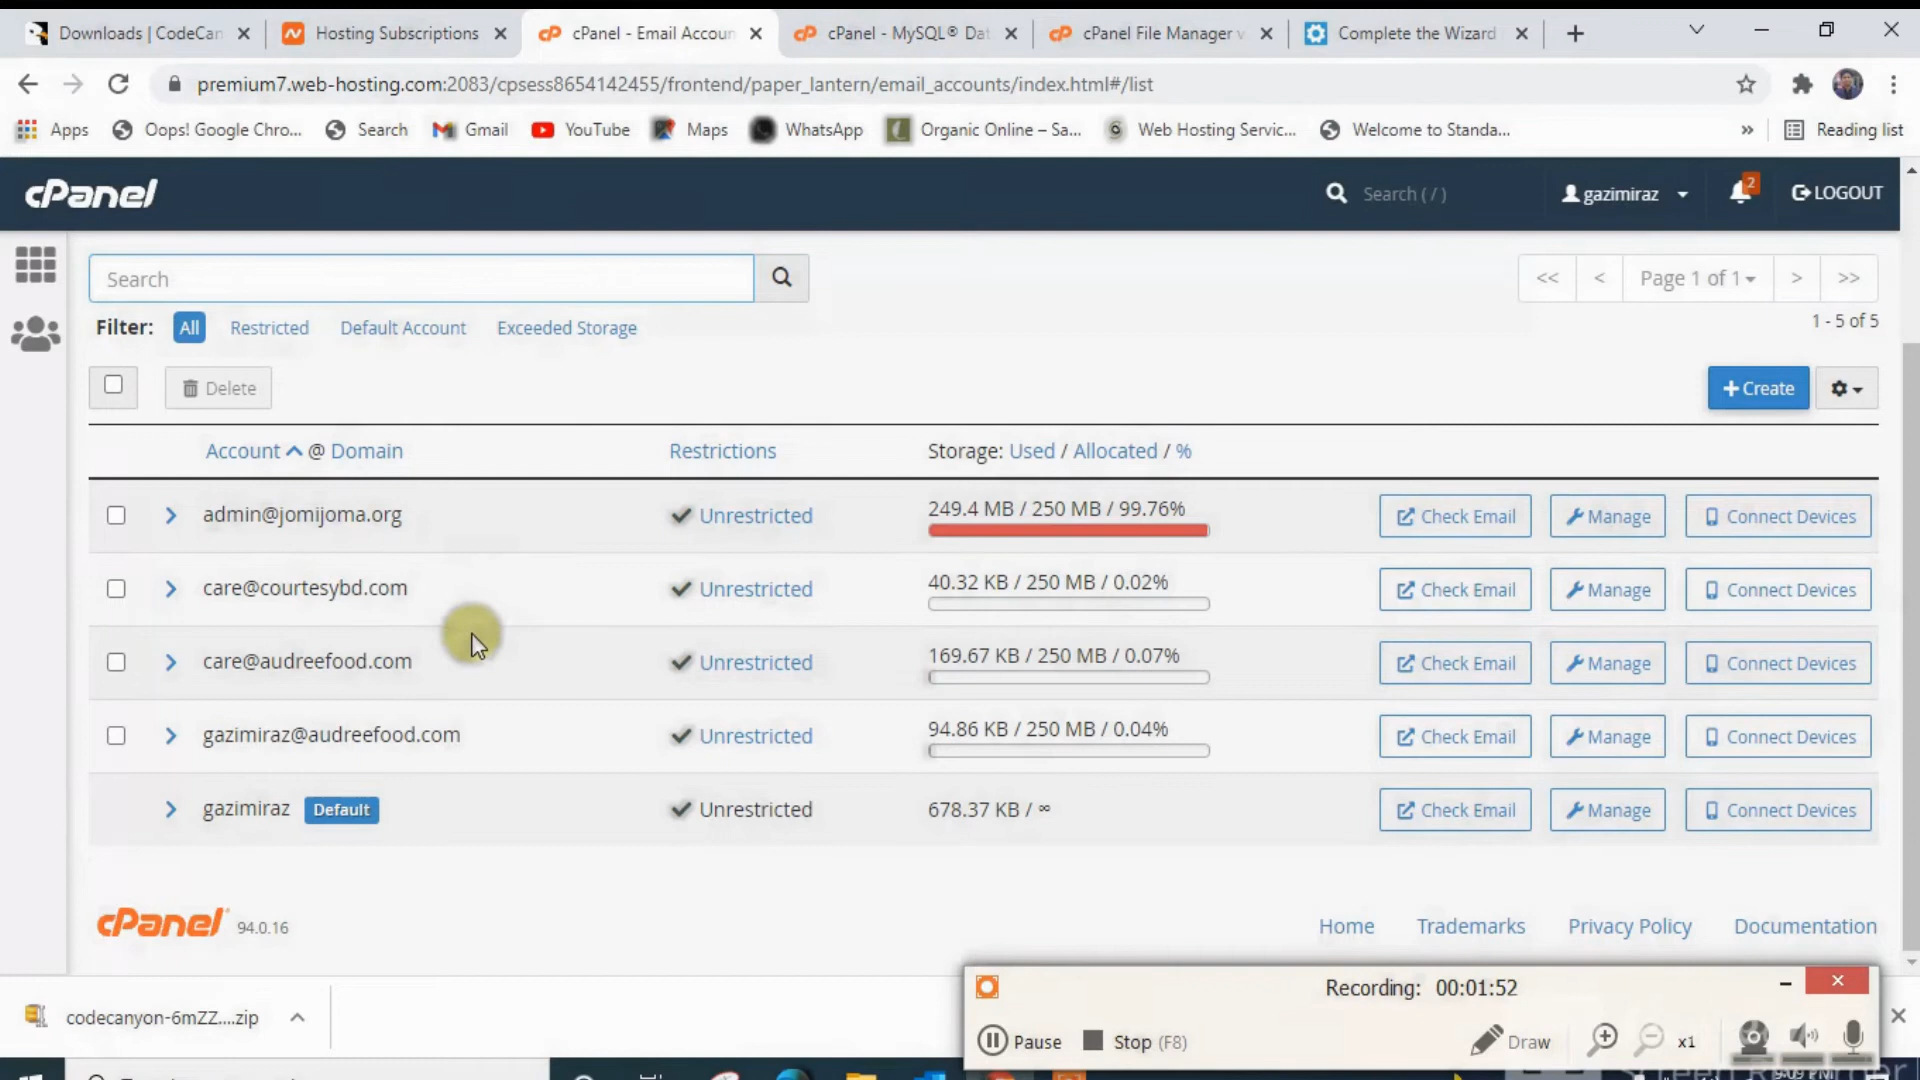 Downloads | CodeCan
Hosting Subscriptions
cPanel - Email Accoun
cPanel - MySQL® Dat
cPanel File Manager v
Complete the Wizard
premium7.web-hosting.com:2083/cpsess8654142455/frontend/paper_lantern/email_accounts/index.html#/list
Apps
Oops! Google Chro...
Search
Gmail
YouTube
Maps
WhatsApp
Organic Online – Sa...
Web Hosting Servic...
Welcome to Standa...
»
Reading list
cPanel
Search ( / )
gazimiraz
2
LOGOUT
Search
<< < Page 1 of 1 > >>
Filter: All Restricted Default Account Exceeded Storage
1 - 5 of 5
Delete
+ Create
Account @ Domain
Restrictions
Storage: Used / Allocated / %
admin@jomijoma.org
Unrestricted
249.4 MB / 250 MB / 99.76%
Check Email
Manage
Connect Devices
care@courtesybd.com
Unrestricted
40.32 KB / 250 MB / 0.02%
Check Email
Manage
Connect Devices
care@audreefood.com
Unrestricted
169.67 KB / 250 MB / 0.07%
Check Email
Manage
Connect Devices
gazimiraz@audreefood.com
Unrestricted
94.86 KB / 250 MB / 0.04%
Check Email
Manage
Connect Devices
gazimiraz Default
Unrestricted
678.37 KB / ∞
Check Email
Manage
Connect Devices
cPanel 94.0.16
Home
Trademarks
Privacy Policy
Documentation
codecanyon-6mZZ....zip
Recording: 00:01:52
Pause
Stop (F8)
Draw
x1
9:09 PM